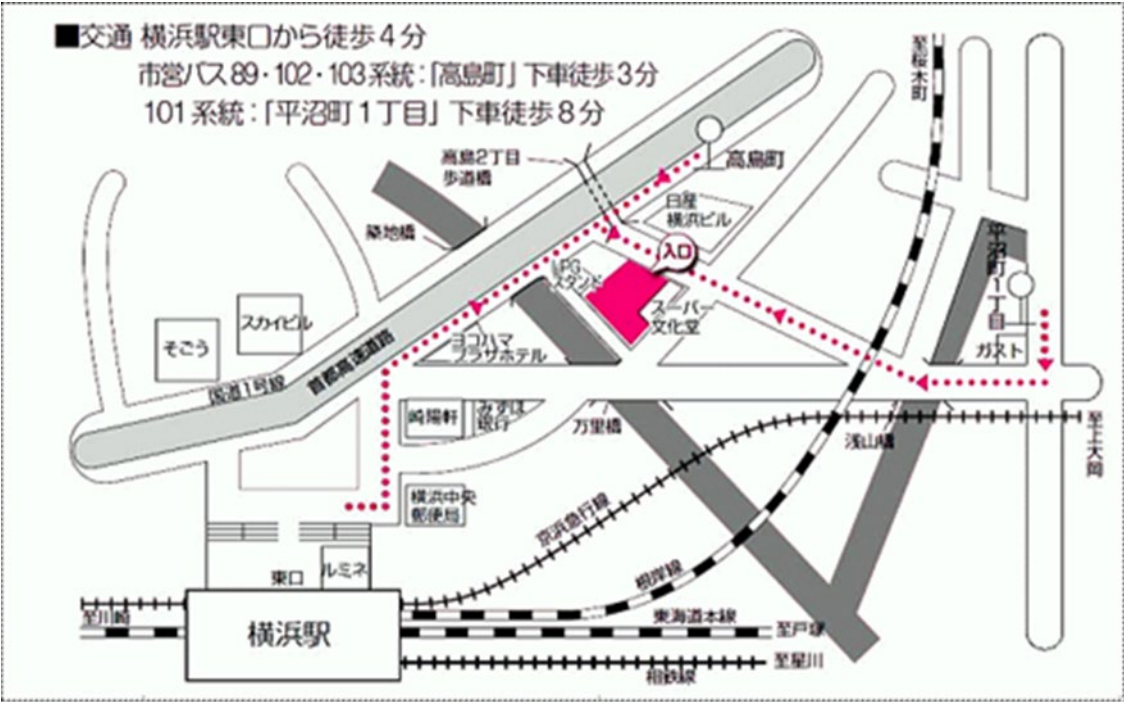 ■交通 横浜駅東口から徒歩4分
市営バス89・102・103系統:「高島町」下車徒歩3分
101系統:「平沼町1丁目」下車徒歩8分
至桜木町
高島2丁目
歩道橋
高島町
築地橋
日産
横浜ビル
入口
平沼町1丁目
LPG
スタンド
スーパー
文化堂
スカイビル
そごう
ヨコハマ
プラザホテル
ガスト
国道1号線
首都高速道路
崎陽軒
みずほ
銀行
万里橋
浅山橋
至上大岡
横浜中央
郵便局
京浜急行線
東口
ルミネ
根岸線
至川崎
横浜駅
東海道本線
至戸塚
相鉄線
至星川